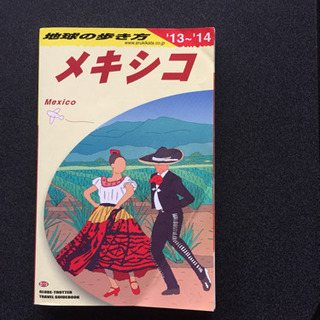 地球の歩き方
www.arukikata.co.jp
'13~'14
メキシコ
Mexico
GLOBE-TROTTER
TRAVEL GUIDEBOOK